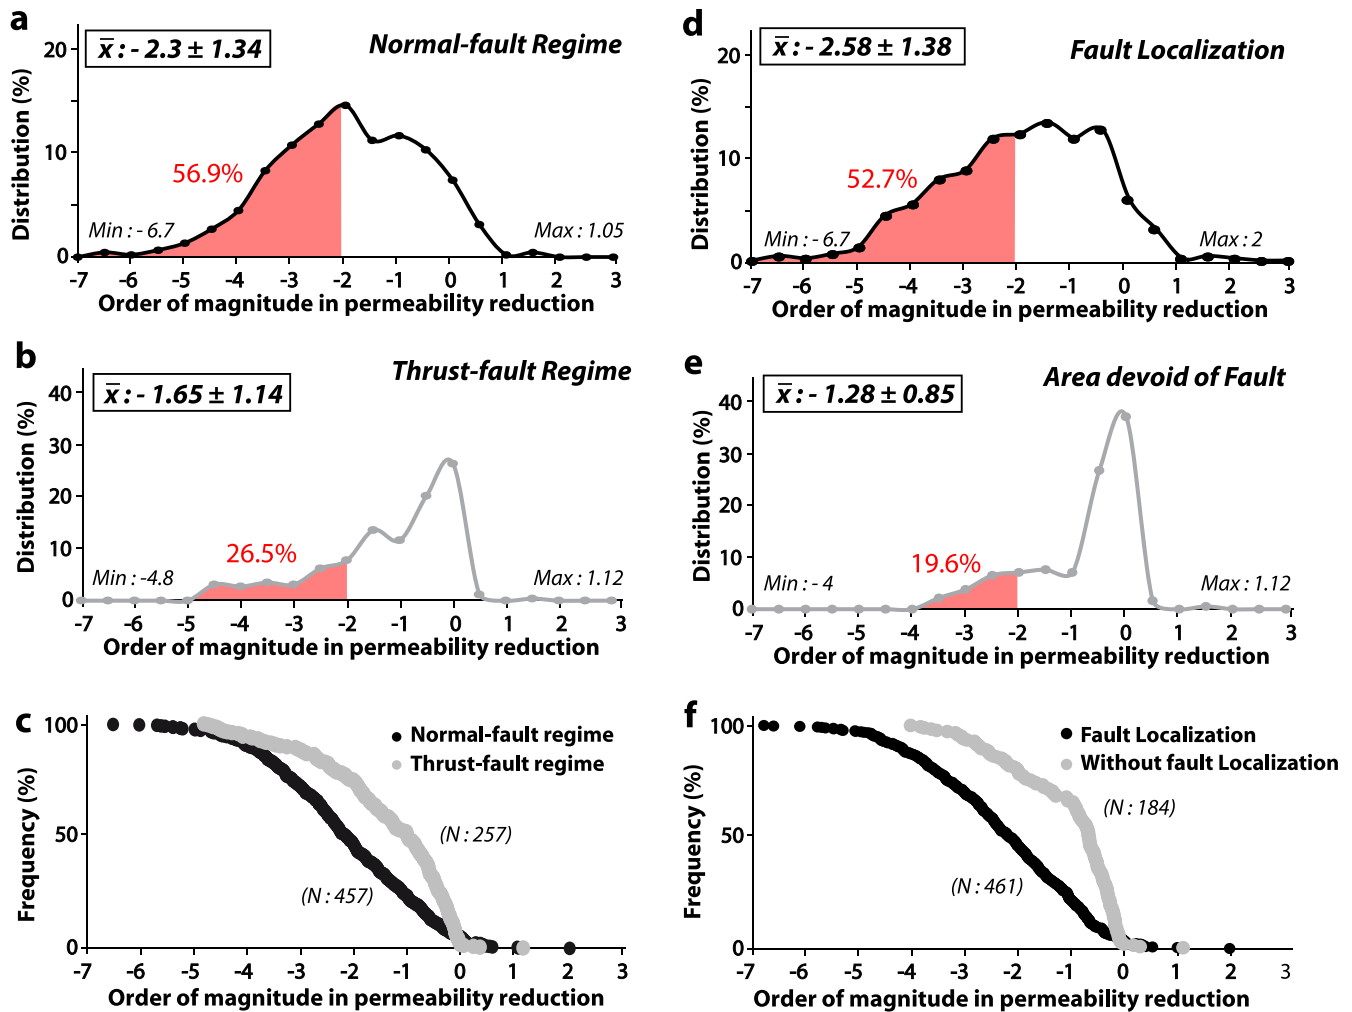 a
x̄ : - 2.3 ± 1.34
Normal-fault Regime
Distribution (%)
20
10
0
56.9%
Min : - 6.7
Max : 1.05
-7 -6 -5 -4 -3 -2 -1 0 1 2 3
Order of magnitude in permeability reduction
b
x̄ : - 1.65 ± 1.14
Thrust-fault Regime
Distribution (%)
40
30
20
10
0
26.5%
Min : -4.8
Max : 1.12
-7 -6 -5 -4 -3 -2 -1 0 1 2 3
Order of magnitude in permeability reduction
c
Frequency (%)
100
50
0
Normal-fault regime
Thrust-fault regime
(N : 257)
(N : 457)
-7 -6 -5 -4 -3 -2 -1 0 1 2 3
Order of magnitude in permeability reduction
d
x̄ : - 2.58 ± 1.38
Fault Localization
Distribution (%)
20
10
0
52.7%
Min : - 6.7
Max : 2
-7 -6 -5 -4 -3 -2 -1 0 1 2 3
Order of magnitude in permeability reduction
e
x̄ : - 1.28 ± 0.85
Area devoid of Fault
Distribution (%)
40
30
20
10
0
19.6%
Min : - 4
Max : 1.12
-7 -6 -5 -4 -3 -2 -1 0 1 2 3
Order of magnitude in permeability reduction
f
Frequency (%)
100
50
0
Fault Localization
Without fault Localization
(N : 184)
(N : 461)
-7 -6 -5 -4 -3 -2 -1 0 1 2 3
Order of magnitude in permeability reduction